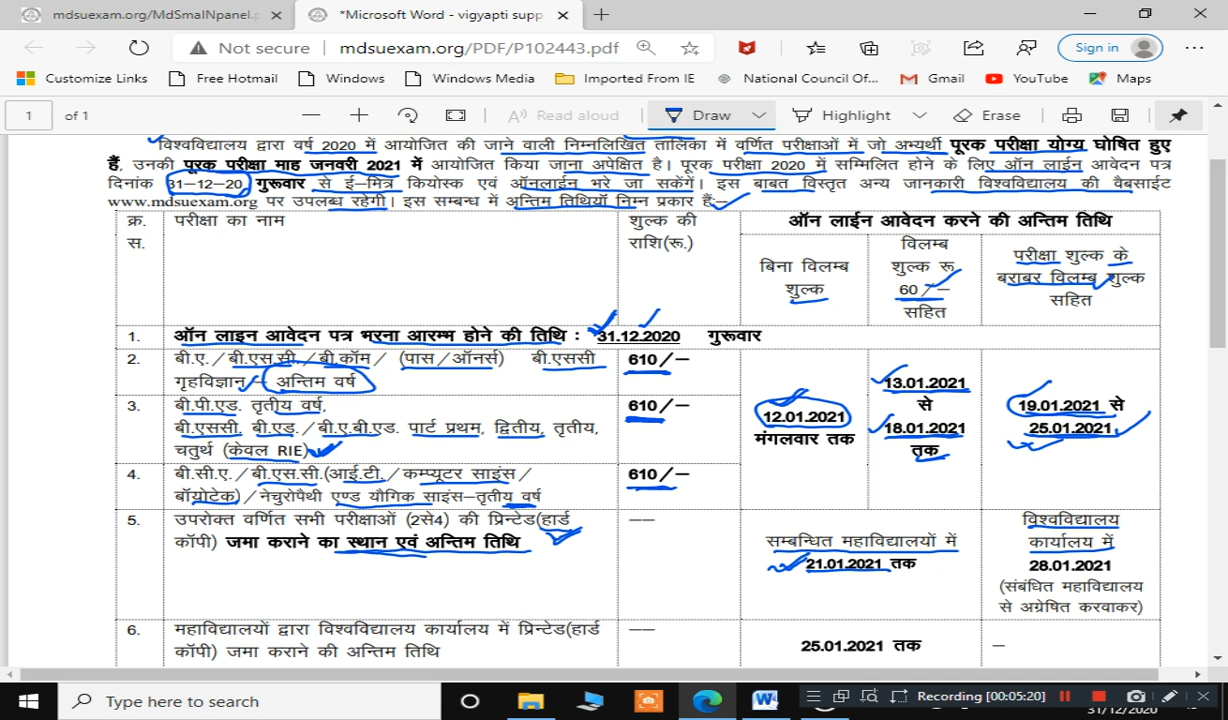 mdsuexam.org/MdSmalNpanel.p
*Microsoft Word - vigyapti supp
Not secure mdsuexam.org/PDF/P102443.pdf Sign in
Customize Links Free Hotmail Windows Windows Media Imported From IE National Council Of... Gmail YouTube Maps
1 of 1 Read aloud Draw Highlight Erase
विश्वविद्यालय द्वारा वर्ष 2020 में आयोजित की जाने वाली निम्नलिखित तालिका में वर्णित परीक्षाओं में जो अभ्यर्थी पूरक परीक्षा योग्य घोषित हुए
हैं, उनकी पूरक परीक्षा माह जनवरी 2021 में आयोजित किया जाना अपेक्षित है। पूरक परीक्षा 2020 में सम्मिलित होने के लिए ऑन लाईन आवेदन पत्र
दिनांक 31-12-20 गुरूवार से ई-मित्र कियोस्क एवं ऑनलाईन भरे जा सकेगें। इस बाबत विस्तृत अन्य जानकारी विश्वविद्यालय की वैबसाईट
www.mdsuexam.org पर उपलब्ध रहेगी। इस सम्बन्ध में अन्तिम तिथियॉ निम्न प्रकार हैं:-
क्र. स.
परीक्षा का नाम
शुल्क की
राशि(रू.)
ऑन लाईन आवेदन करने की अन्तिम तिथि
बिना विलम्ब
शुल्क
विलम्ब
शुल्क रू
60/-
सहित
परीक्षा शुल्क के
बराबर विलम्ब शुल्क
सहित
1. ऑन लाइन आवेदन पत्र भरना आरम्भ होने की तिथि : 31.12.2020 गुरूवार
2. बी.ए./बी.एस.सी./बी.कॉम/ (पास/ऑनर्स) बी.एससी 610/-
गृहविज्ञान – अन्तिम वर्ष
3. बी.पी.एड. तृतीय वर्ष, 610/-
बी.एससी. बी.एड./बी.ए.बी.एड. पार्ट प्रथम, द्वितीय, तृतीय,
चतुर्थ (केवल RIE)
4. बी.सी.ए./बी.एस.सी.(आई.टी./कम्प्यूटर साइंस/ 610/-
बॉयोटेक)/नेचुरोपैथी एण्ड यौगिक साइंस-तृतीय वर्ष
12.01.2021
मंगलवार तक
13.01.2021
से
18.01.2021
तक
19.01.2021 से
25.01.2021
5. उपरोक्त वर्णित सभी परीक्षाओं (2से4) की प्रिन्टेड(हार्ड ––
कॉपी) जमा कराने का स्थान एवं अन्तिम तिथि
सम्बन्धित महाविद्यालयों में
21.01.2021 तक
विश्वविद्यालय
कार्यालय में
28.01.2021
(संबंधित महाविद्यालय
से अग्रेषित करवाकर)
6. महाविद्यालयों द्वारा विश्वविद्यालय कार्यालय में प्रिन्टेड(हार्ड ––
कॉपी) जमा कराने की अन्तिम तिथि
25.01.2021 तक –
Type here to search
Recording [00:05:20]
31/12/2020